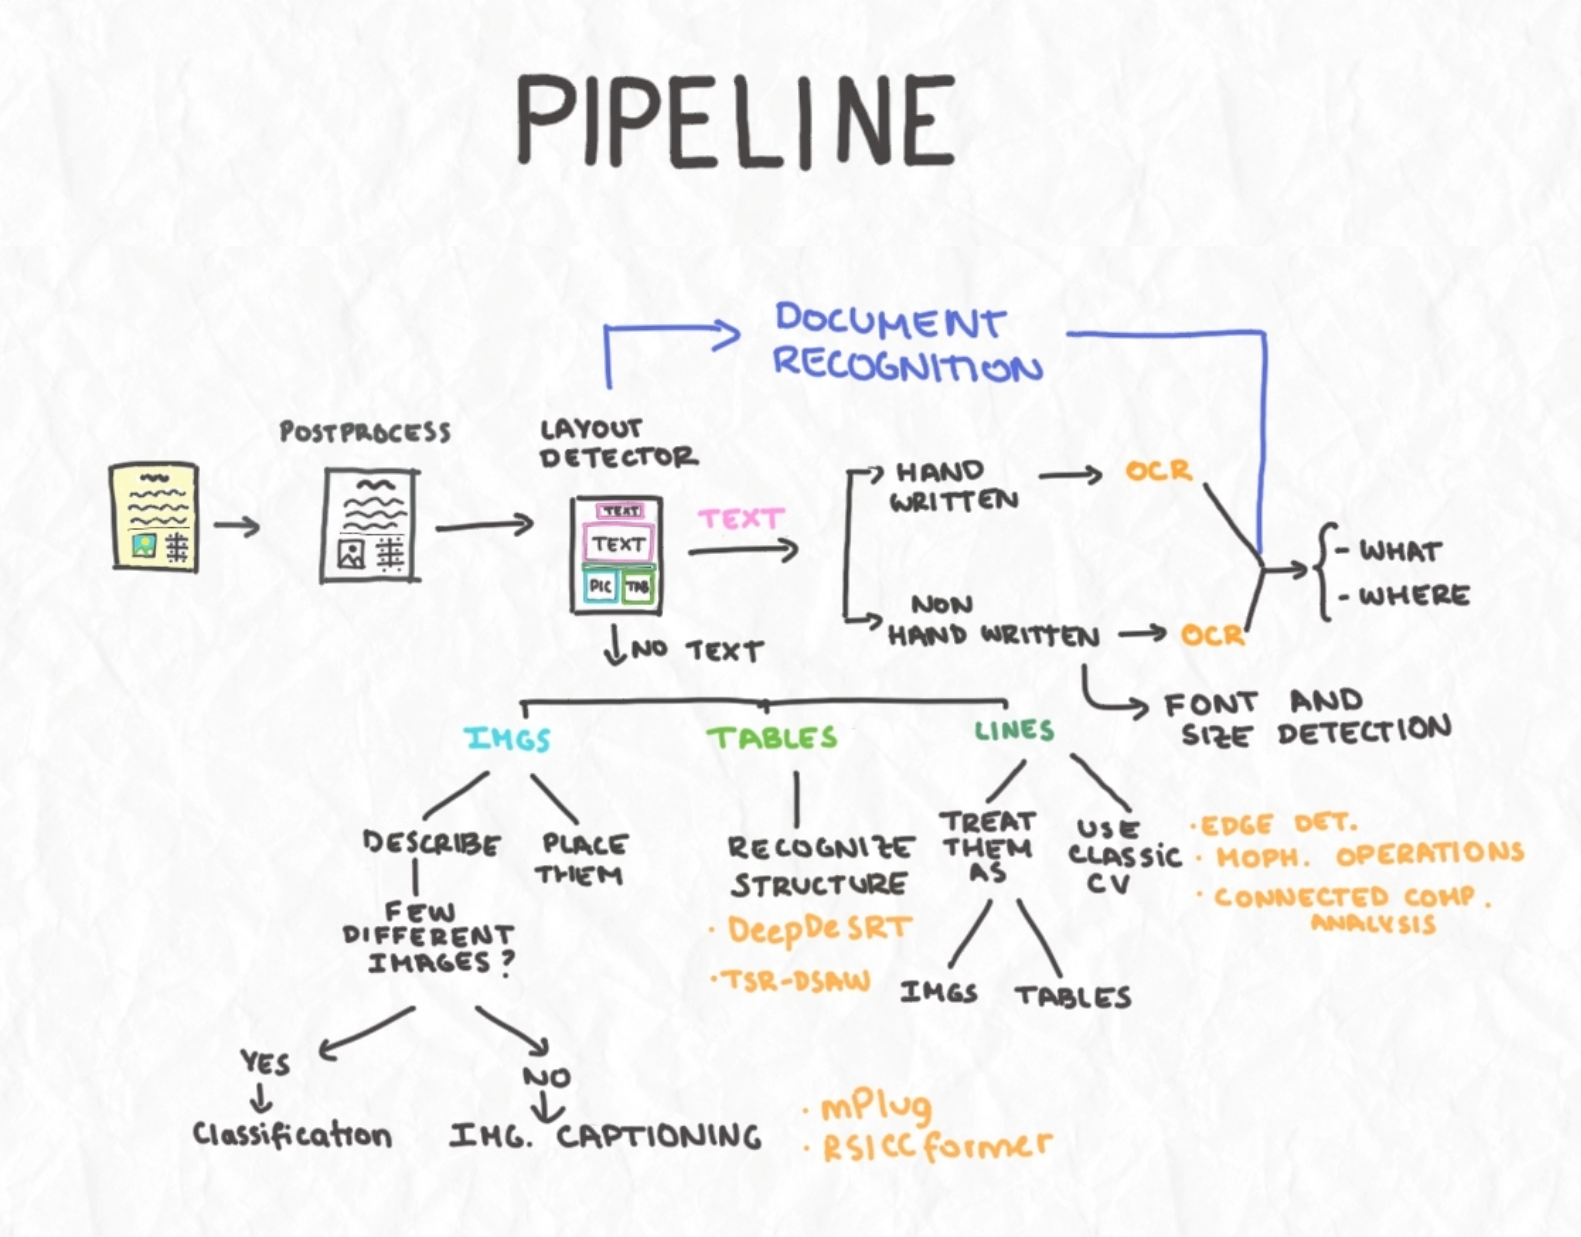 PIPELINE
DOCUMENT
RECOGNITION
POSTPROCESS
LAYOUT
DETECTOR
TEXT
TEXT
PIC
TAB
TEXT
NO TEXT
HAND
WRITTEN
OCR
NON
HAND WRITTEN
OCR
- WHAT
- WHERE
FONT AND
SIZE DETECTION
IMGS
TABLES
LINES
DESCRIBE
PLACE
THEM
RECOGNIZE
STRUCTURE
· DeepDeSRT
· TSR-DSAW
TREAT
THEM
AS
USE
CLASSIC
CV
· EDGE DET.
· MOPH. OPERATIONS
· CONNECTED COMP.
ANALYSIS
FEW
DIFFERENT
IMAGES?
IMGS
TABLES
YES
NO
Classification
IMG. CAPTIONING
· mPlug
· RSICCformer